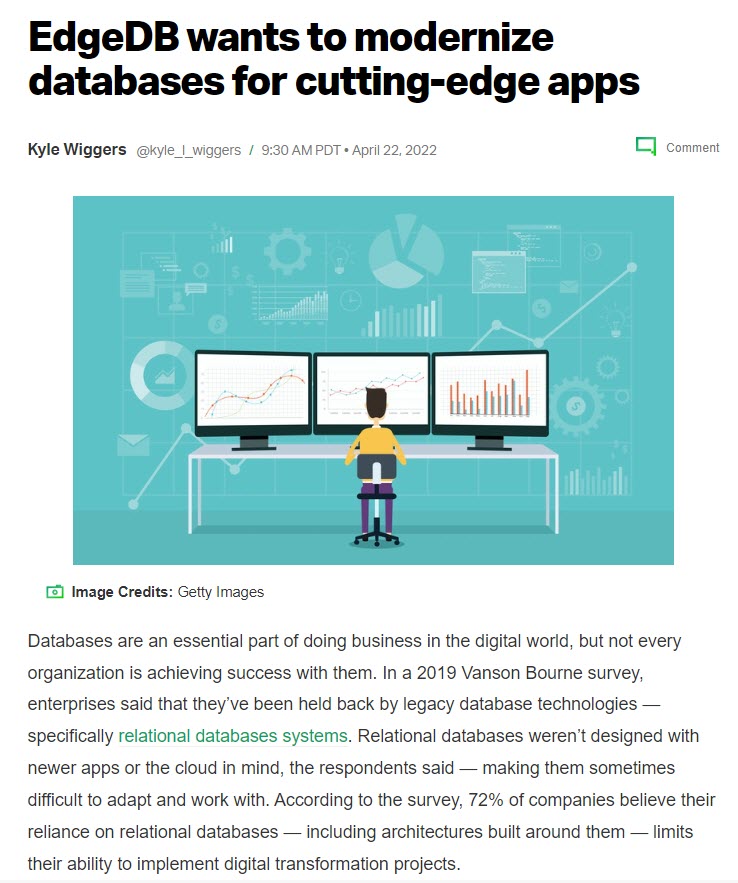 EdgeDB wants to modernize
databases for cutting-edge apps
Kyle Wiggers @kyle_l_wiggers / 9:30 AM PDT • April 22, 2022
Comment
Image Credits: Getty Images
Databases are an essential part of doing business in the digital world, but not every
organization is achieving success with them. In a 2019 Vanson Bourne survey,
enterprises said that they’ve been held back by legacy database technologies —
specifically relational databases systems. Relational databases weren’t designed with
newer apps or the cloud in mind, the respondents said — making them sometimes
difficult to adapt and work with. According to the survey, 72% of companies believe their
reliance on relational databases — including architectures built around them — limits
their ability to implement digital transformation projects.